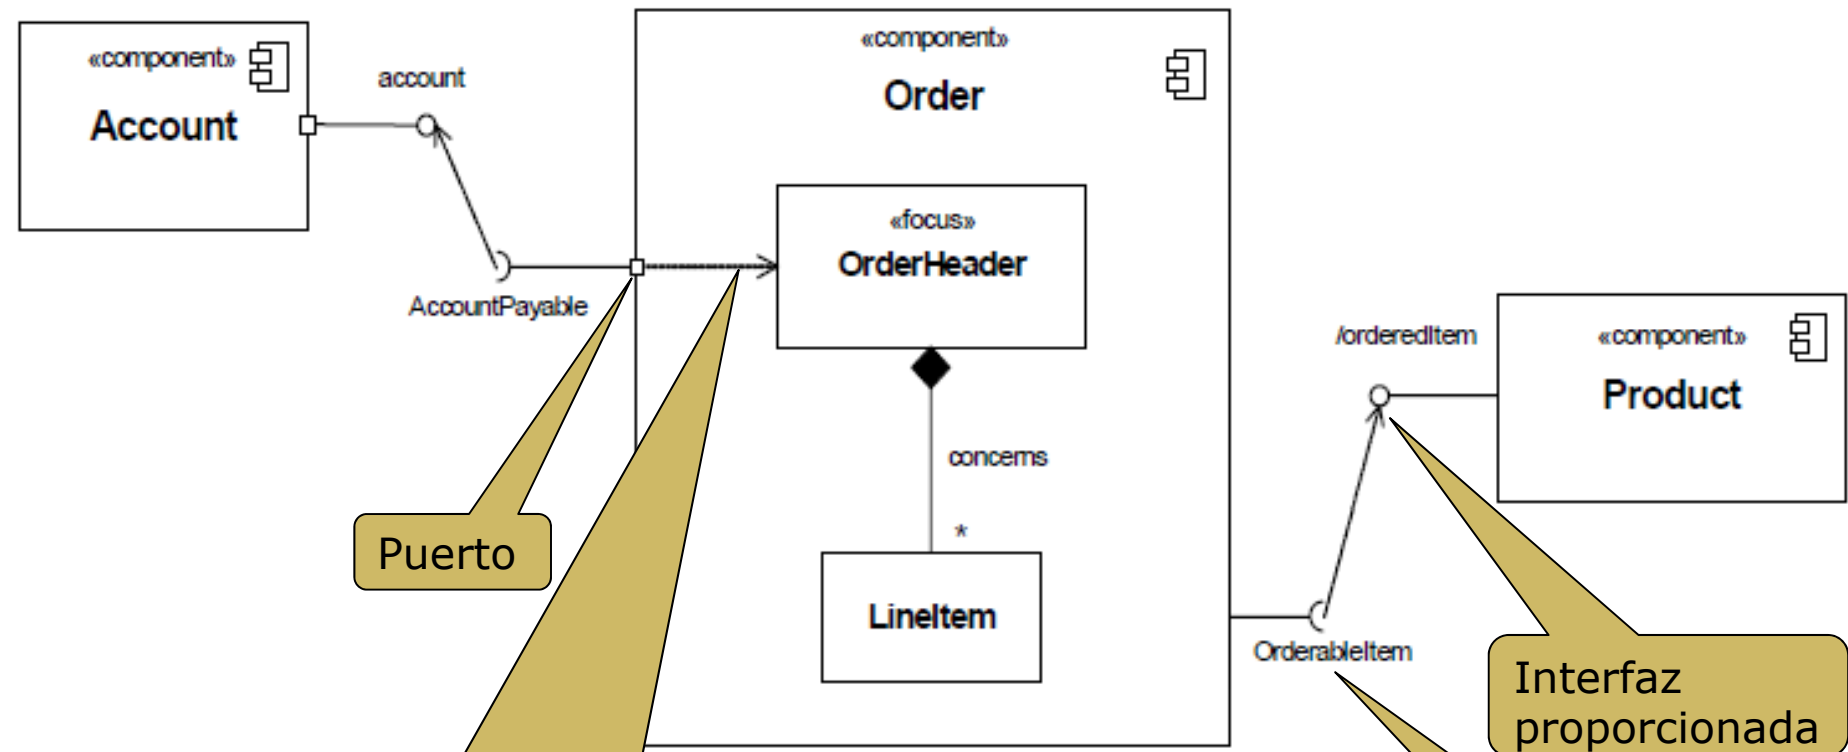 «component»
Account
account
AccountPayable
«component»
Order
«focus»
OrderHeader
concerns
*
LineItem
/orderedItem
«component»
Product
OrderableItem
Puerto
Interfaz
proporcionada